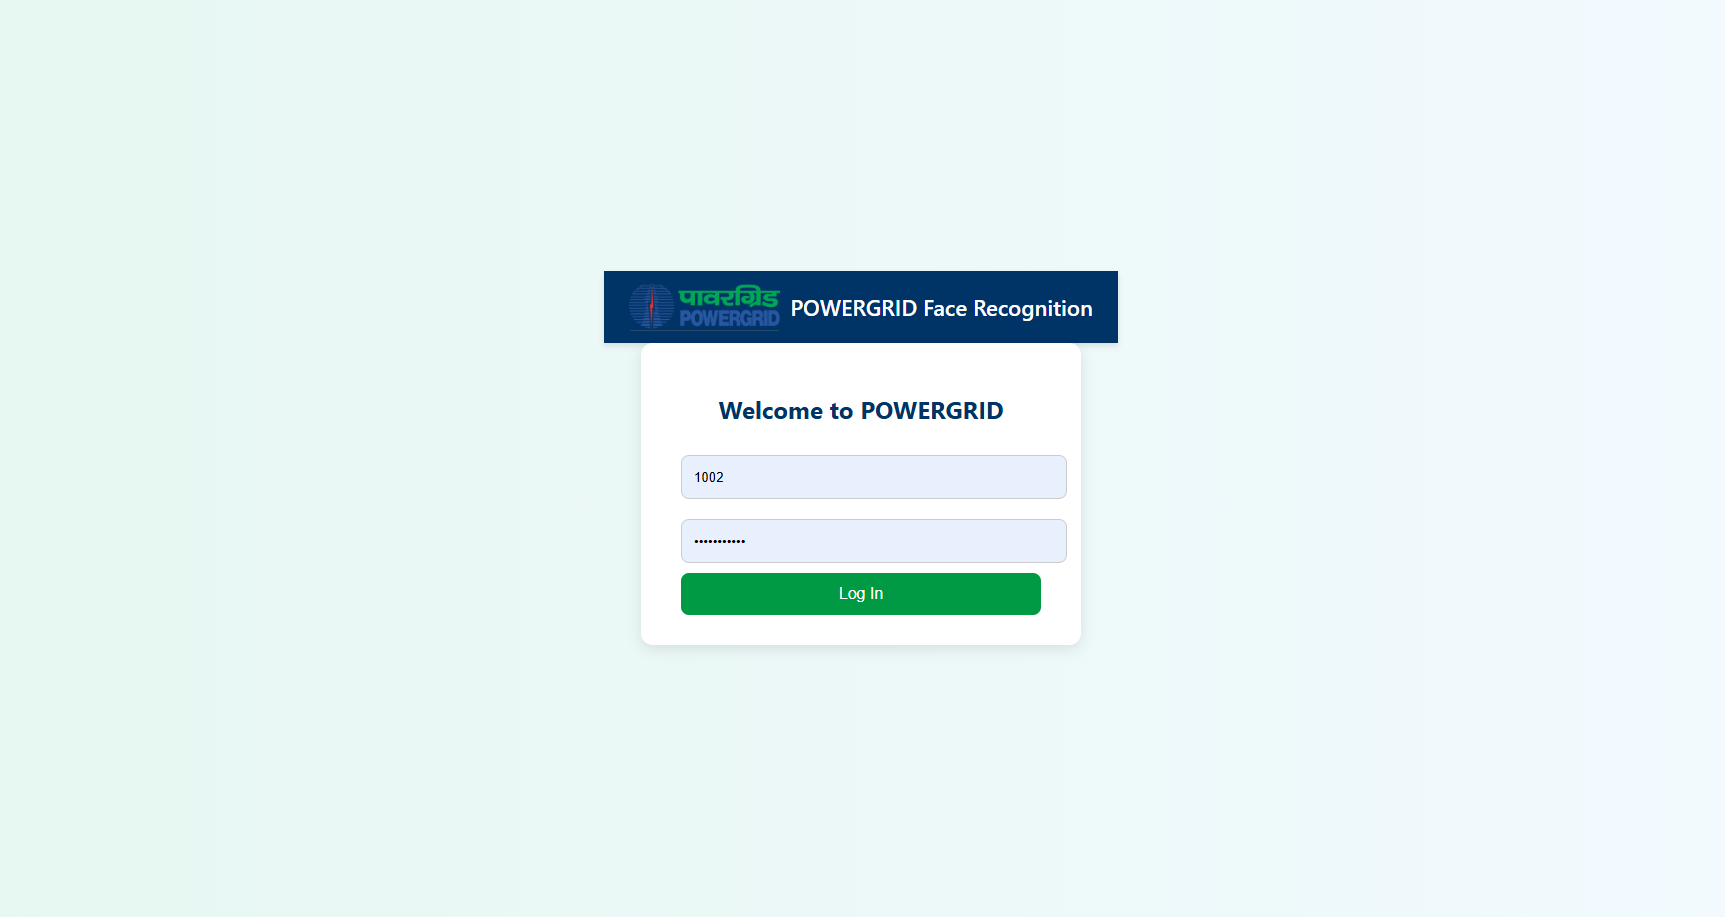 पावरग्रिड
POWERGRID
POWERGRID Face Recognition
Welcome to POWERGRID
1002
•••••••••••
Log In